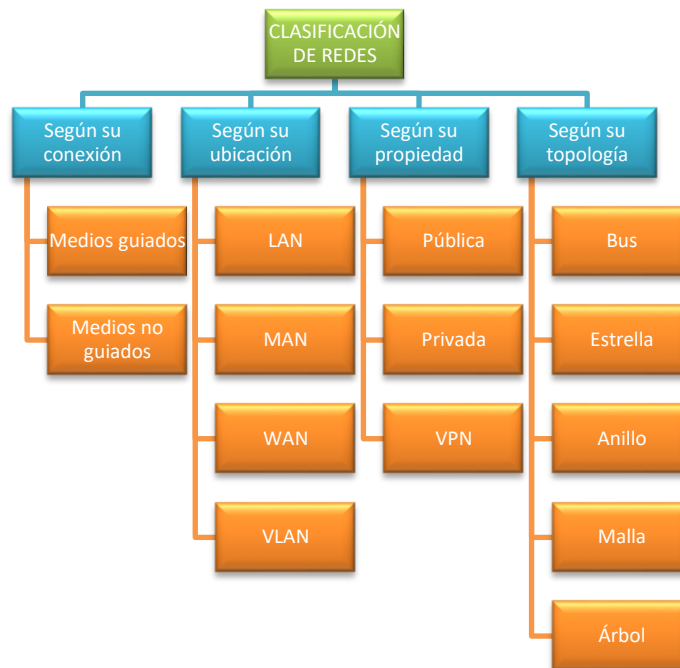 CLASIFICACIÓN
DE REDES
Según su
conexión
Según su
ubicación
Según su
propiedad
Según su
topología
Medios guiados
Medios no
guiados
LAN
MAN
WAN
VLAN
Pública
Privada
VPN
Bus
Estrella
Anillo
Malla
Árbol